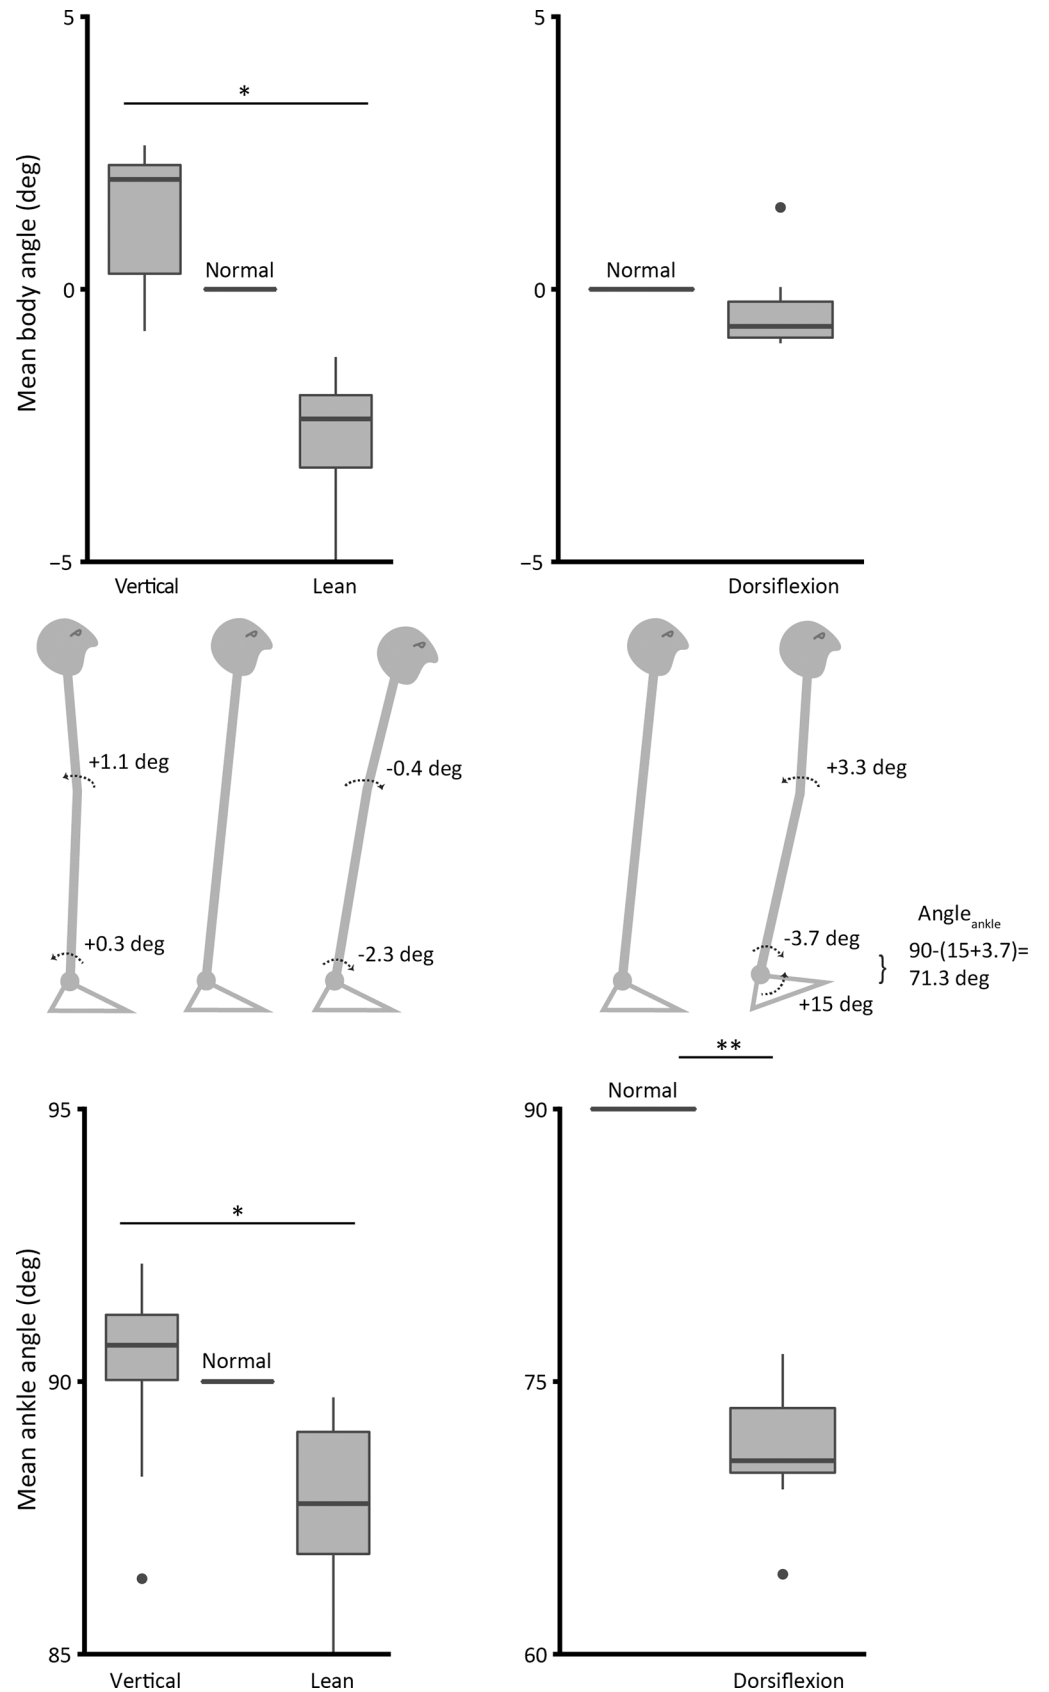 5
0
−5
Mean body angle (deg)
*
Normal
Vertical
Lean
5
0
−5
Normal
Dorsiflexion
+1.1 deg
+0.3 deg
-0.4 deg
-2.3 deg
+3.3 deg
-3.7 deg
+15 deg
}
Angleankle
90-(15+3.7)=
71.3 deg
95
90
85
Mean ankle angle (deg)
*
Normal
Vertical
Lean
**
Normal
90
75
60
Dorsiflexion